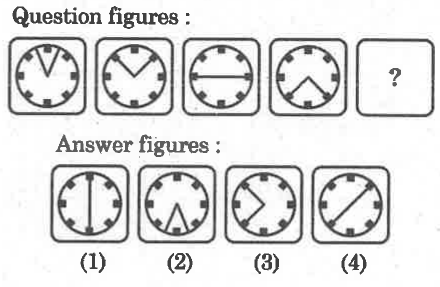 Question figures :
?
Answer figures :
(1) (2) (3) (4)